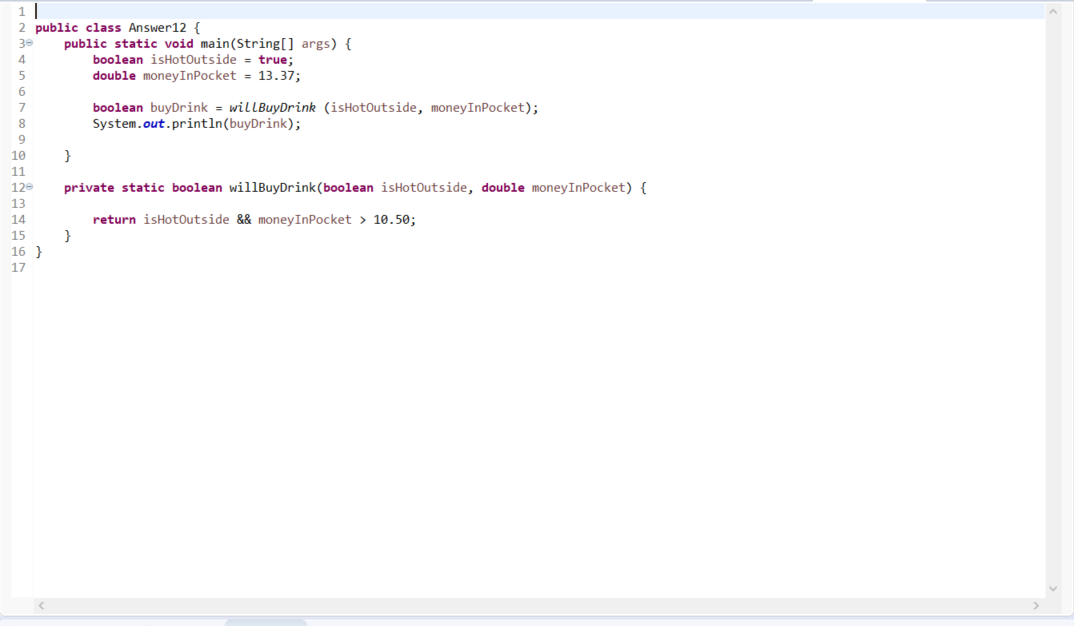 1
2 public class Answer12 {
3     public static void main(String[] args) {
4         boolean isHotOutside = true;
5         double moneyInPocket = 13.37;
6
7         boolean buyDrink = willBuyDrink (isHotOutside, moneyInPocket);
8         System.out.println(buyDrink);
9
10     }
11
12     private static boolean willBuyDrink(boolean isHotOutside, double moneyInPocket) {
13
14         return isHotOutside && moneyInPocket > 10.50;
15     }
16 }
17